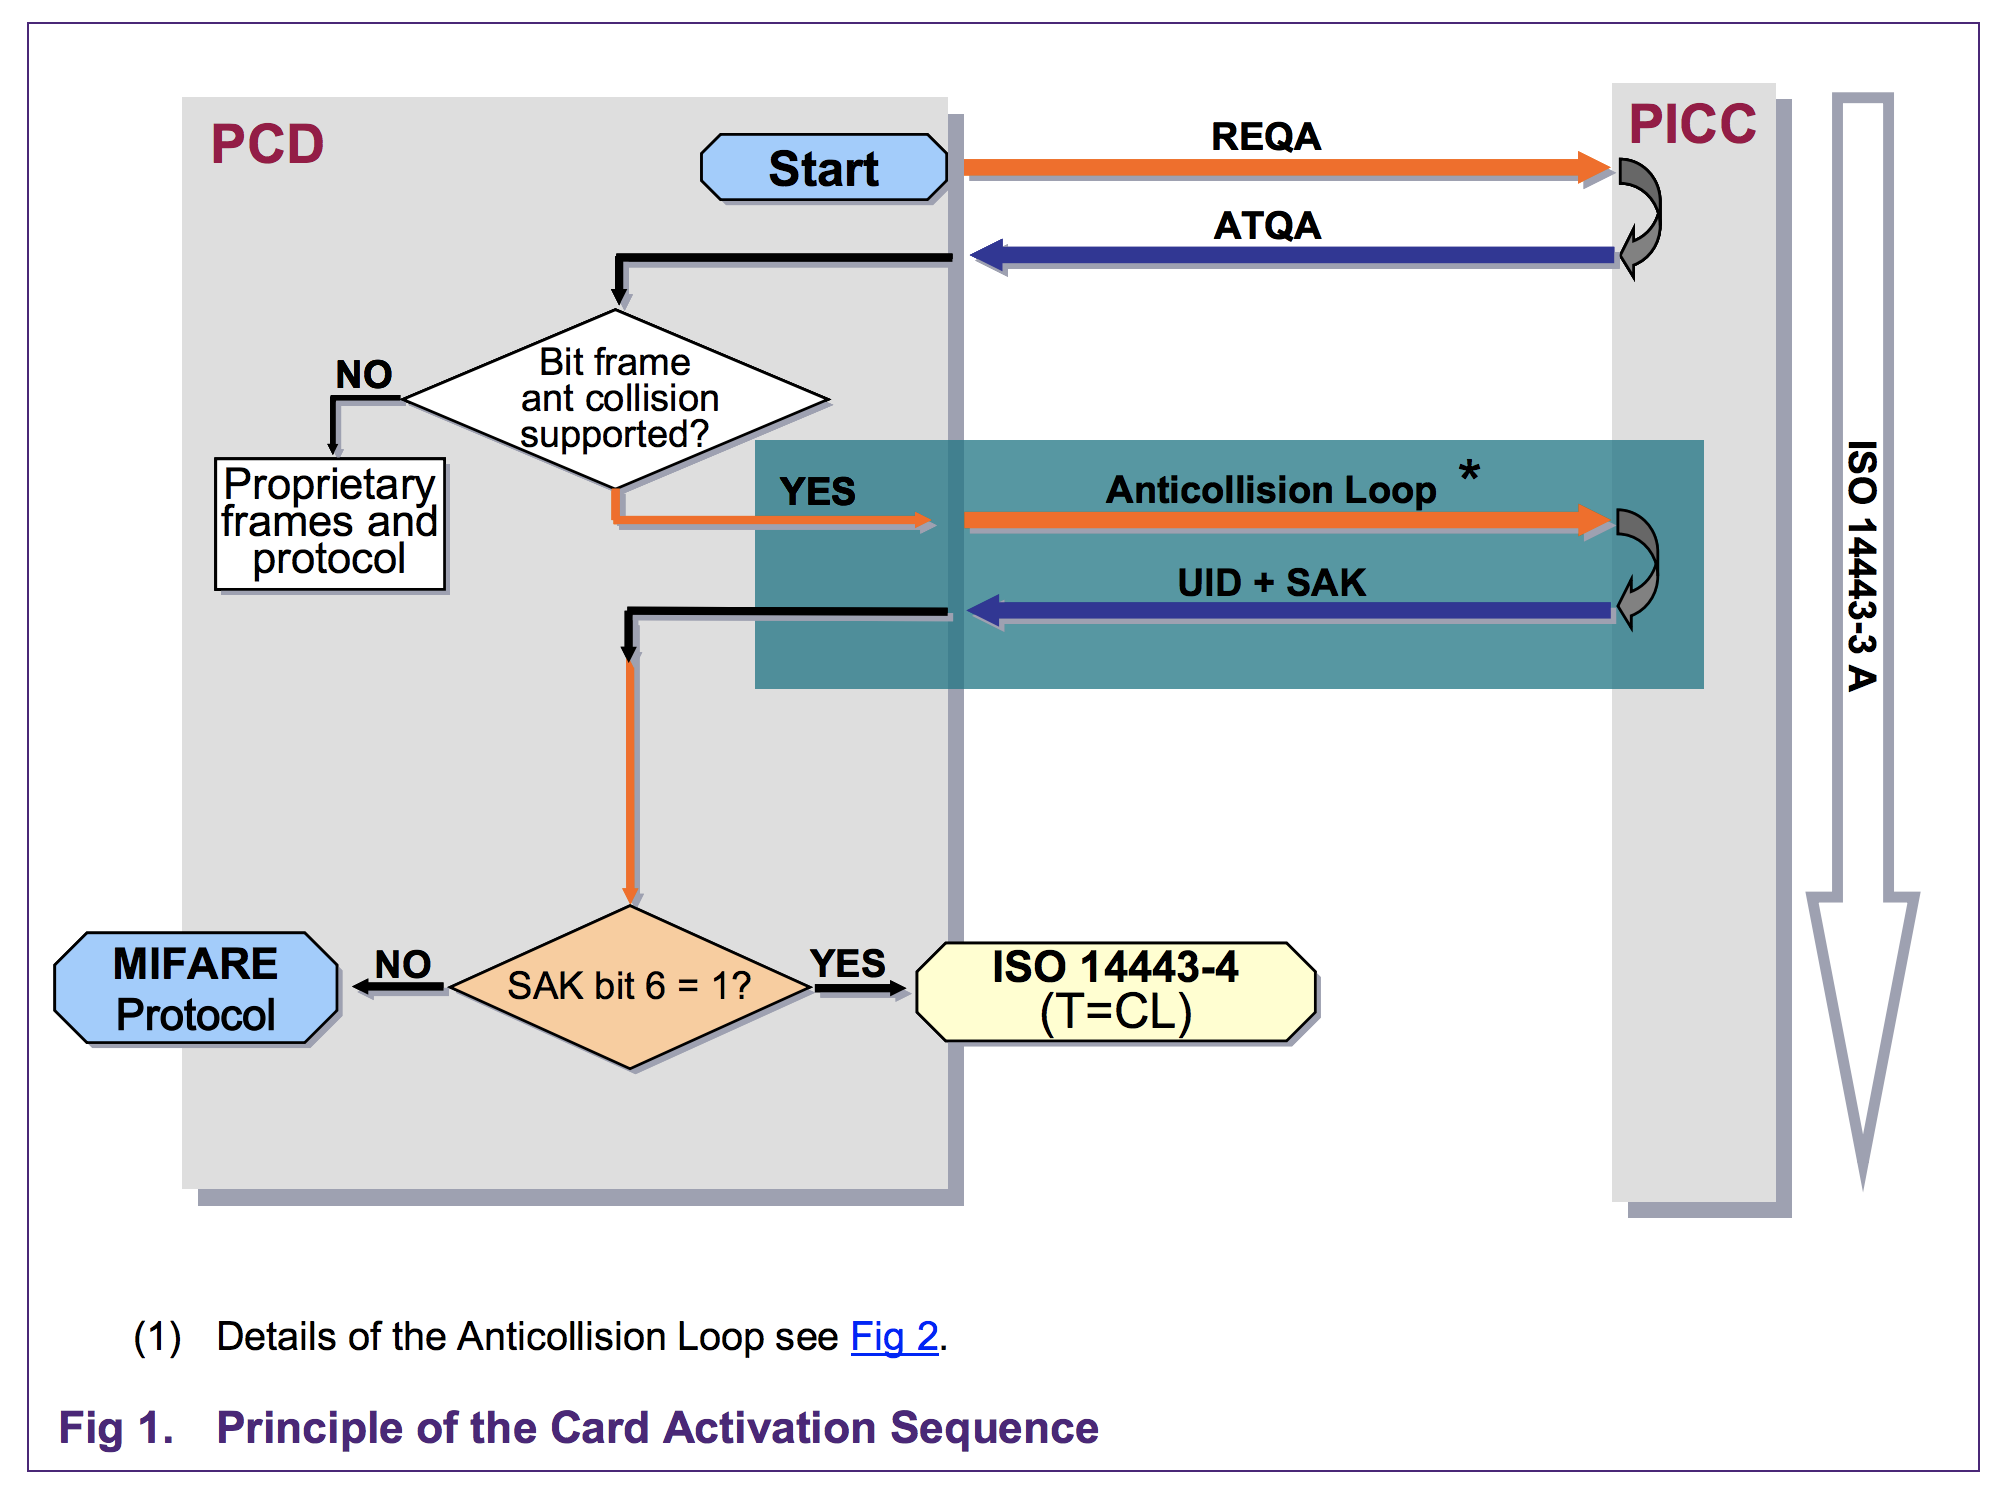 PCD
PICC
Start
REQA
ATQA
Bit frame
ant collision
supported?
NO
Proprietary
frames and
protocol
YES
Anticollision Loop *
UID + SAK
ISO 14443-3 A
SAK bit 6 = 1?
NO
MIFARE
Protocol
YES
ISO 14443-4
(T=CL)
(1) Details of the Anticollision Loop see Fig 2.
Fig 1. Principle of the Card Activation Sequence